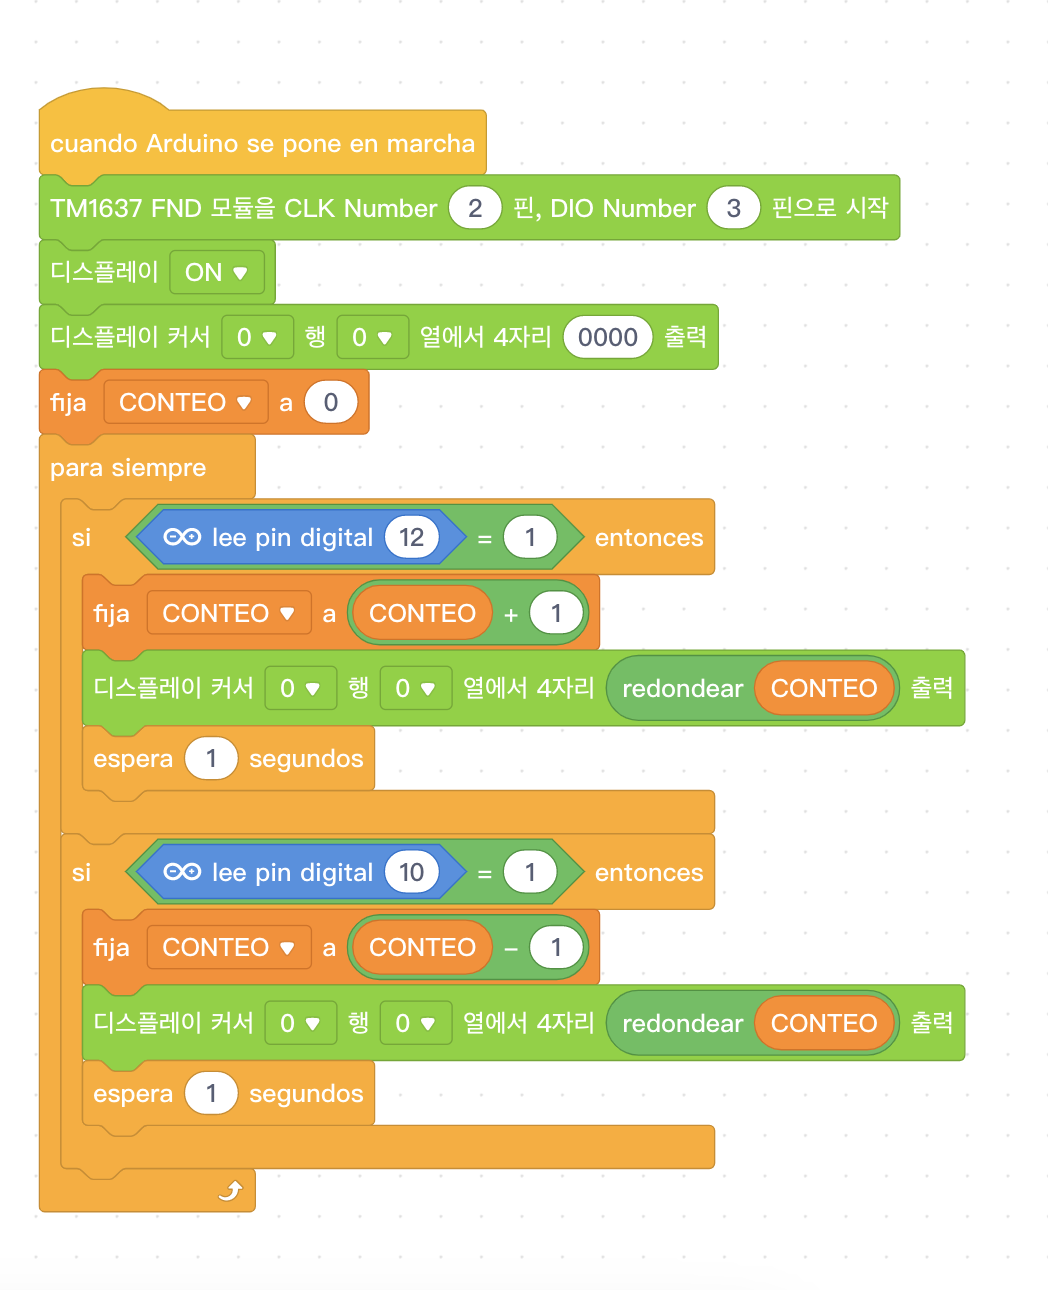 cuando Arduino se pone en marcha
TM1637 FND 모듈을 CLK Number 2 핀, DIO Number 3 핀으로 시작
디스플레이 ON
디스플레이 커서 0 행 0 열에서 4자리 0000 출력
fija CONTEO a 0
para siempre
si lee pin digital 12 = 1 entonces
fija CONTEO a CONTEO + 1
디스플레이 커서 0 행 0 열에서 4자리 redondear CONTEO 출력
espera 1 segundos
si lee pin digital 10 = 1 entonces
fija CONTEO a CONTEO - 1
디스플레이 커서 0 행 0 열에서 4자리 redondear CONTEO 출력
espera 1 segundos